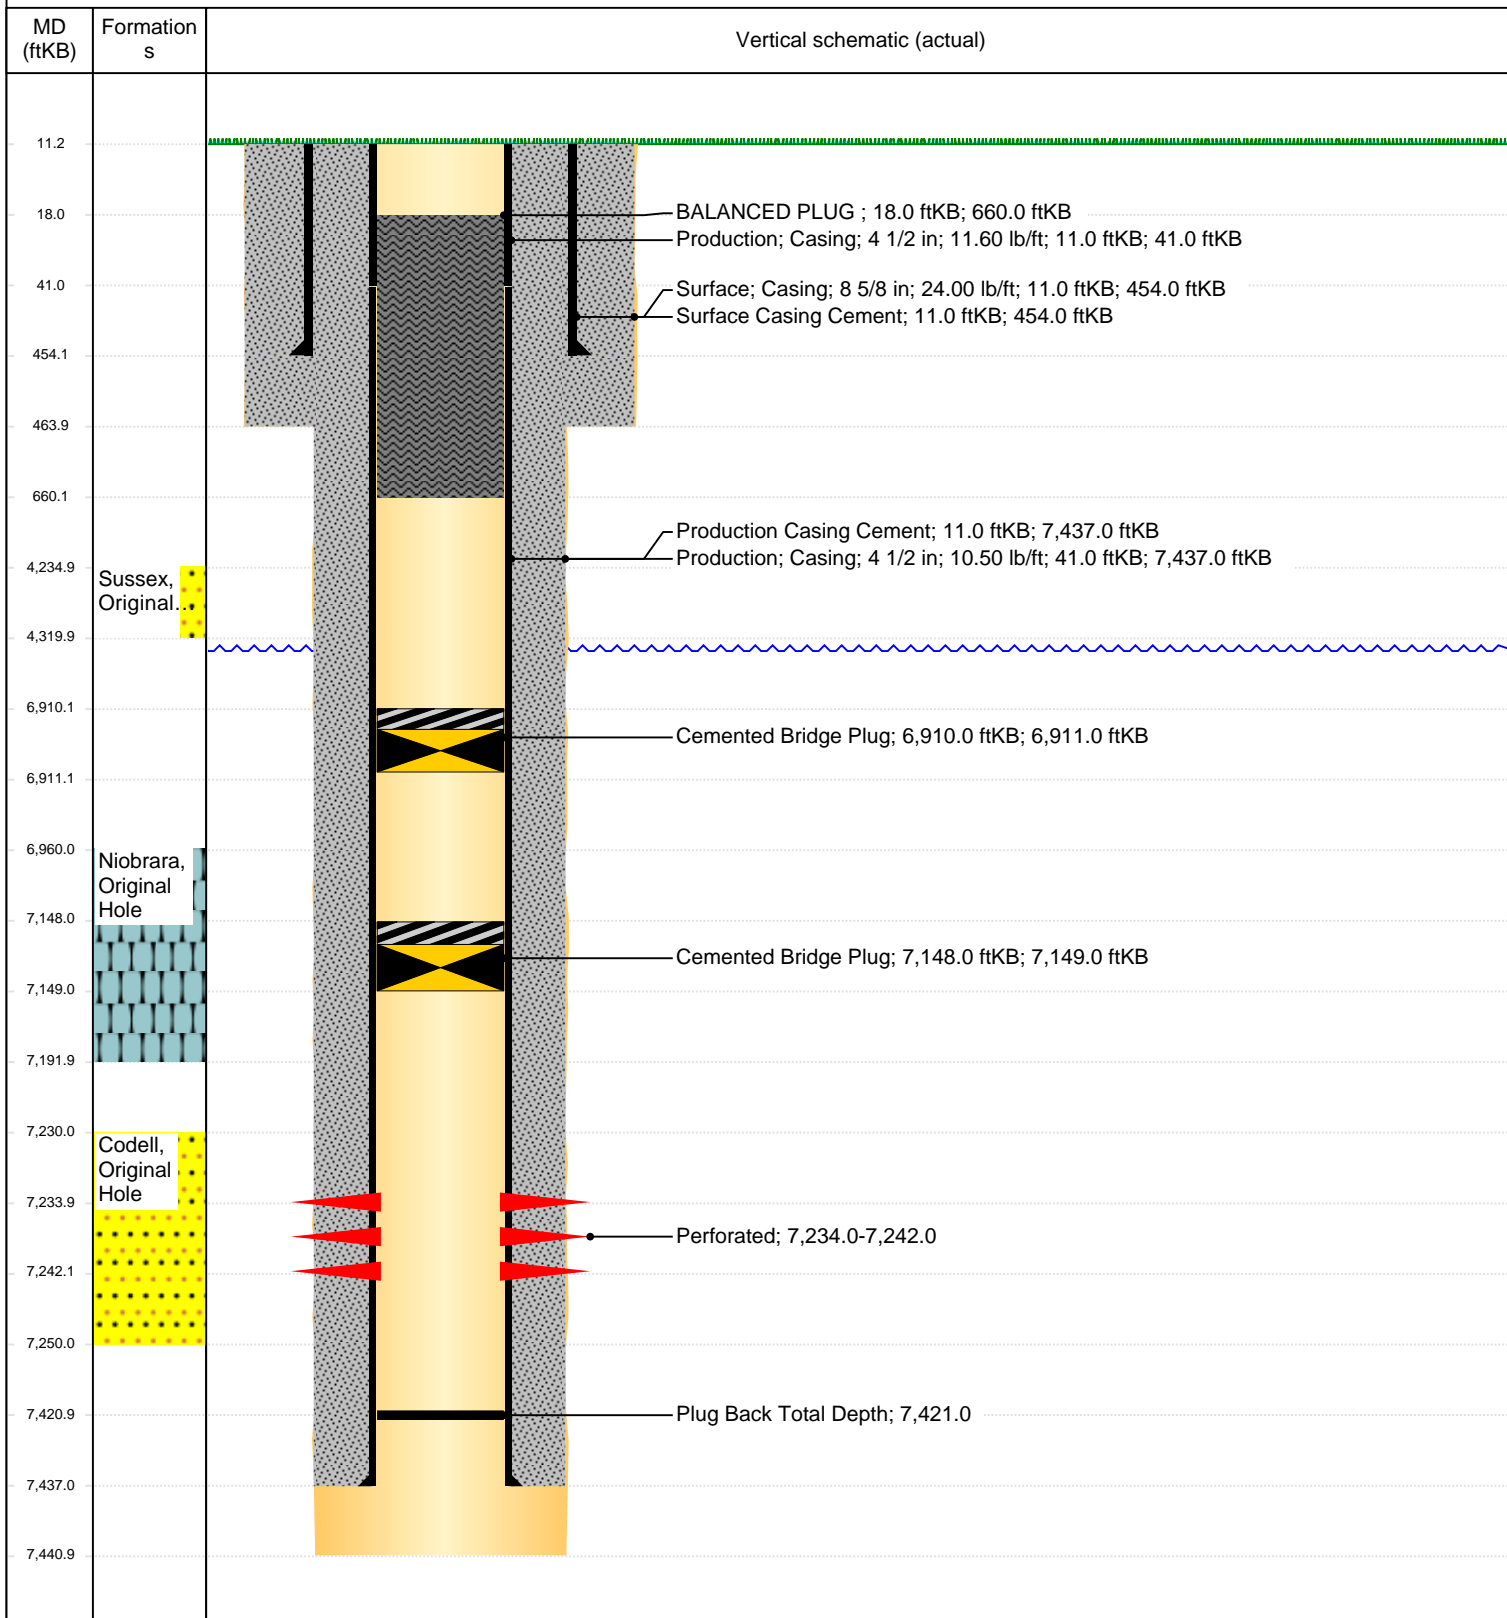 MD
(ftKB)
Formation
s
Vertical schematic (actual)
11.2
18.0
BALANCED PLUG ; 18.0 ftKB; 660.0 ftKB
Production; Casing; 4 1/2 in; 11.60 lb/ft; 11.0 ftKB; 41.0 ftKB
41.0
Surface; Casing; 8 5/8 in; 24.00 lb/ft; 11.0 ftKB; 454.0 ftKB
Surface Casing Cement; 11.0 ftKB; 454.0 ftKB
454.1
463.9
660.1
Production Casing Cement; 11.0 ftKB; 7,437.0 ftKB
Production; Casing; 4 1/2 in; 10.50 lb/ft; 41.0 ftKB; 7,437.0 ftKB
4,234.9
Sussex,
Original...
4,319.9
6,910.1
Cemented Bridge Plug; 6,910.0 ftKB; 6,911.0 ftKB
6,911.1
6,960.0
Niobrara,
Original
Hole
7,148.0
Cemented Bridge Plug; 7,148.0 ftKB; 7,149.0 ftKB
7,149.0
7,191.9
7,230.0
Codell,
Original
Hole
7,233.9
Perforated; 7,234.0-7,242.0
7,242.1
7,250.0
7,420.9
Plug Back Total Depth; 7,421.0
7,437.0
7,440.9